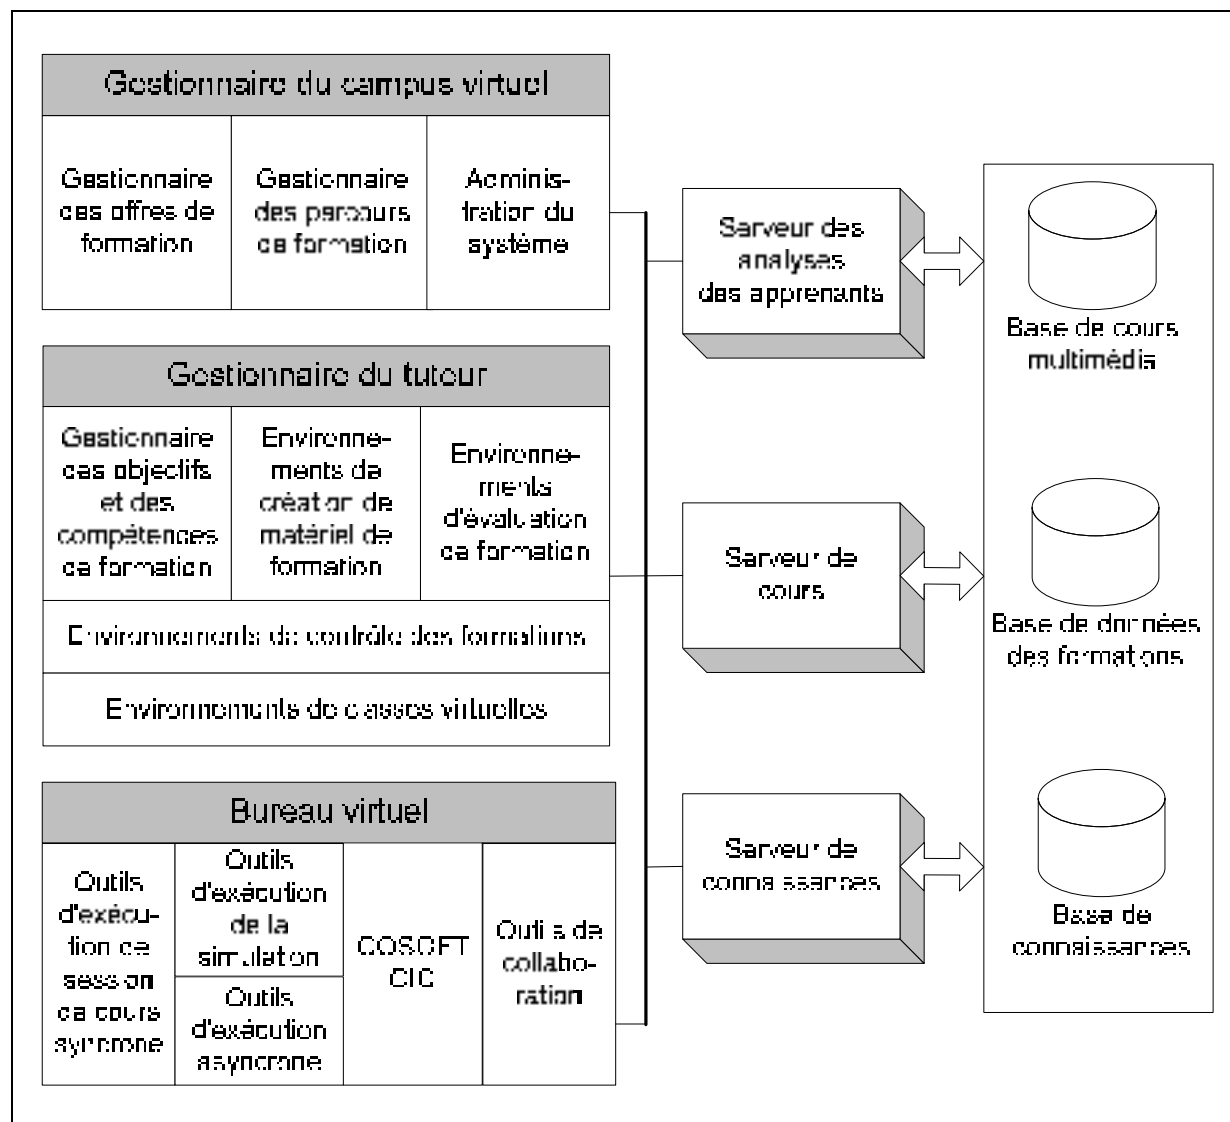 Gestionnaire du campus virtuel
Gestionnaire
des offres de
formation
Gestionnaire
des parcours
de formation
Adminis-
tration du
système
Gestionnaire du tuteur
Gestionnaire
des objectifs
et des
compétences
de formation
Environne-
ments de
création de
matériel de
formation
Environne-
ments
d'évaluation
de formation
Environnements de contrôle des formations
Environnements de classes virtuelles
Bureau virtuel
Outils
d'exécu-
tion de
session
de cours
syncrone
Outils
d'exécution
de la
simulation
Outils
d'exécution
asyncrone
COSOFT
CIC
Outils de
collabo-
ration
Serveur des
analyses
des apprenants
Serveur de
cours
Serveur de
connaissances
Base de cours
multimédia
Base de données
des formations
Base de
connaissances